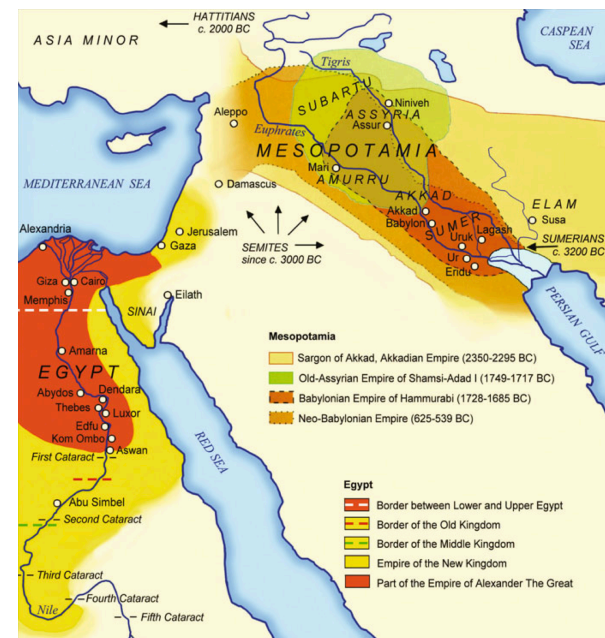 HATTITIANS
c. 2000 BC
CASPEAN
SEA
ASIA MINOR
Tigris
SUBARTU
Niniveh
ASSYRIA
Assur
Aleppo
Euphrates
MESOPOTAMIA
Mari
AMURRU
MEDITERRANEAN SEA
Damascus
AKKAD
ELAM
Akkad
Babylon
SUMER
Lagash
Susa
Uruk
Alexandria
Jerusalem
Gaza
SEMITES
since c. 3000 BC
Ur
Eridu
SUMERIANS
c. 3200 BC
Giza
Cairo
Memphis
SINAI
Eilath
PERSIAN GULF
Amarna
EGYPT
Dendara
Abydos
Thebes
Luxor
Edfu
Kom Ombo
Aswan
First Cataract
RED SEA
Abu Simbel
Second Cataract
Third Cataract
Nile
Fourth Cataract
Fifth Cataract
Mesopotamia
Sargon of Akkad, Akkadian Empire (2350-2295 BC)
Old-Assyrian Empire of Shamsi-Adad I (1749-1717 BC)
Babylonian Empire of Hammurabi (1728-1685 BC)
Neo-Babylonian Empire (625-539 BC)
Egypt
Border between Lower and Upper Egypt
Border of the Old Kingdom
Border of the Middle Kingdom
Empire of the New Kingdom
Part of the Empire of Alexander The Great